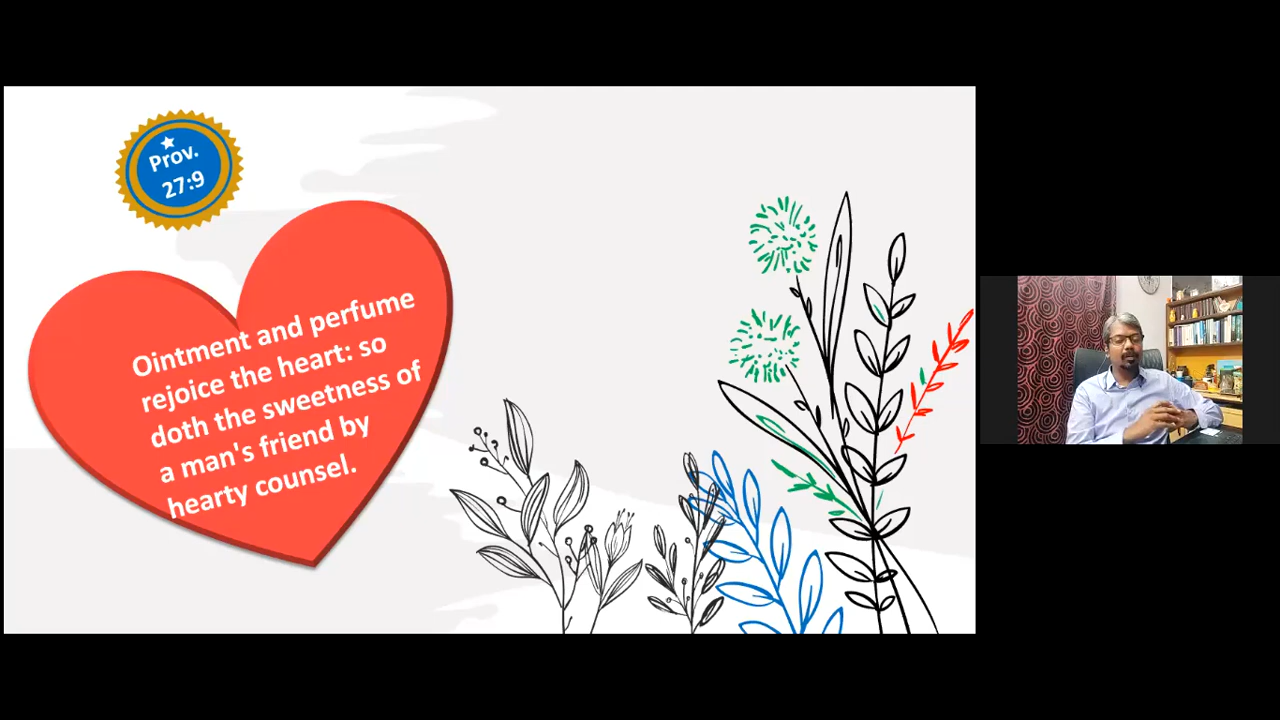 Prov.
27:9
Ointment and perfume
rejoice the heart: so
doth the sweetness of
a man's friend by
hearty counsel.